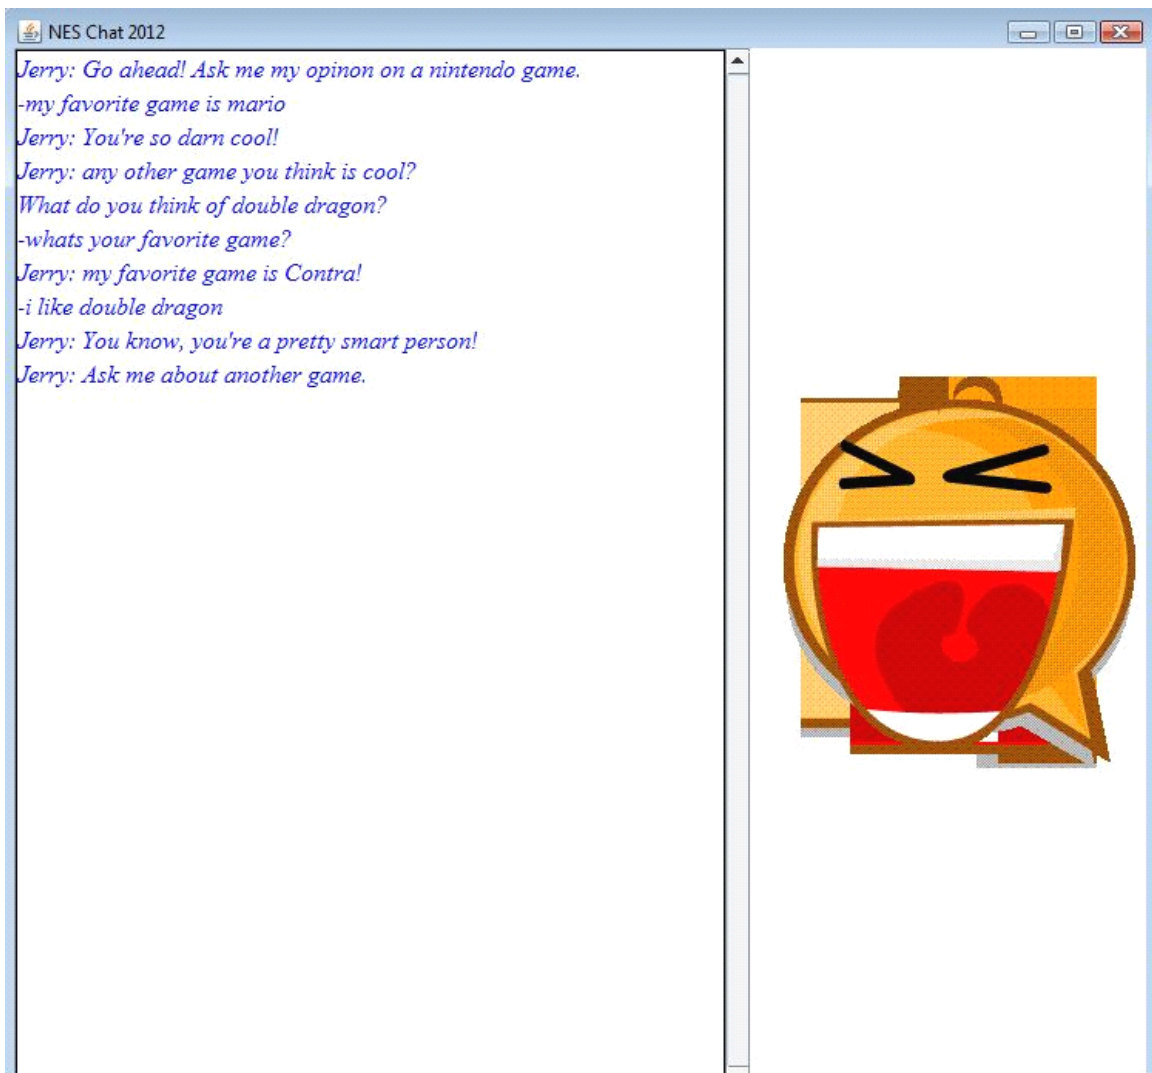 NES Chat 2012
Jerry: Go ahead! Ask me my opinon on a nintendo game.
-my favorite game is mario
Jerry: You're so darn cool!
Jerry: any other game you think is cool?
What do you think of double dragon?
-whats your favorite game?
Jerry: my favorite game is Contra!
-i like double dragon
Jerry: You know, you're a pretty smart person!
Jerry: Ask me about another game.